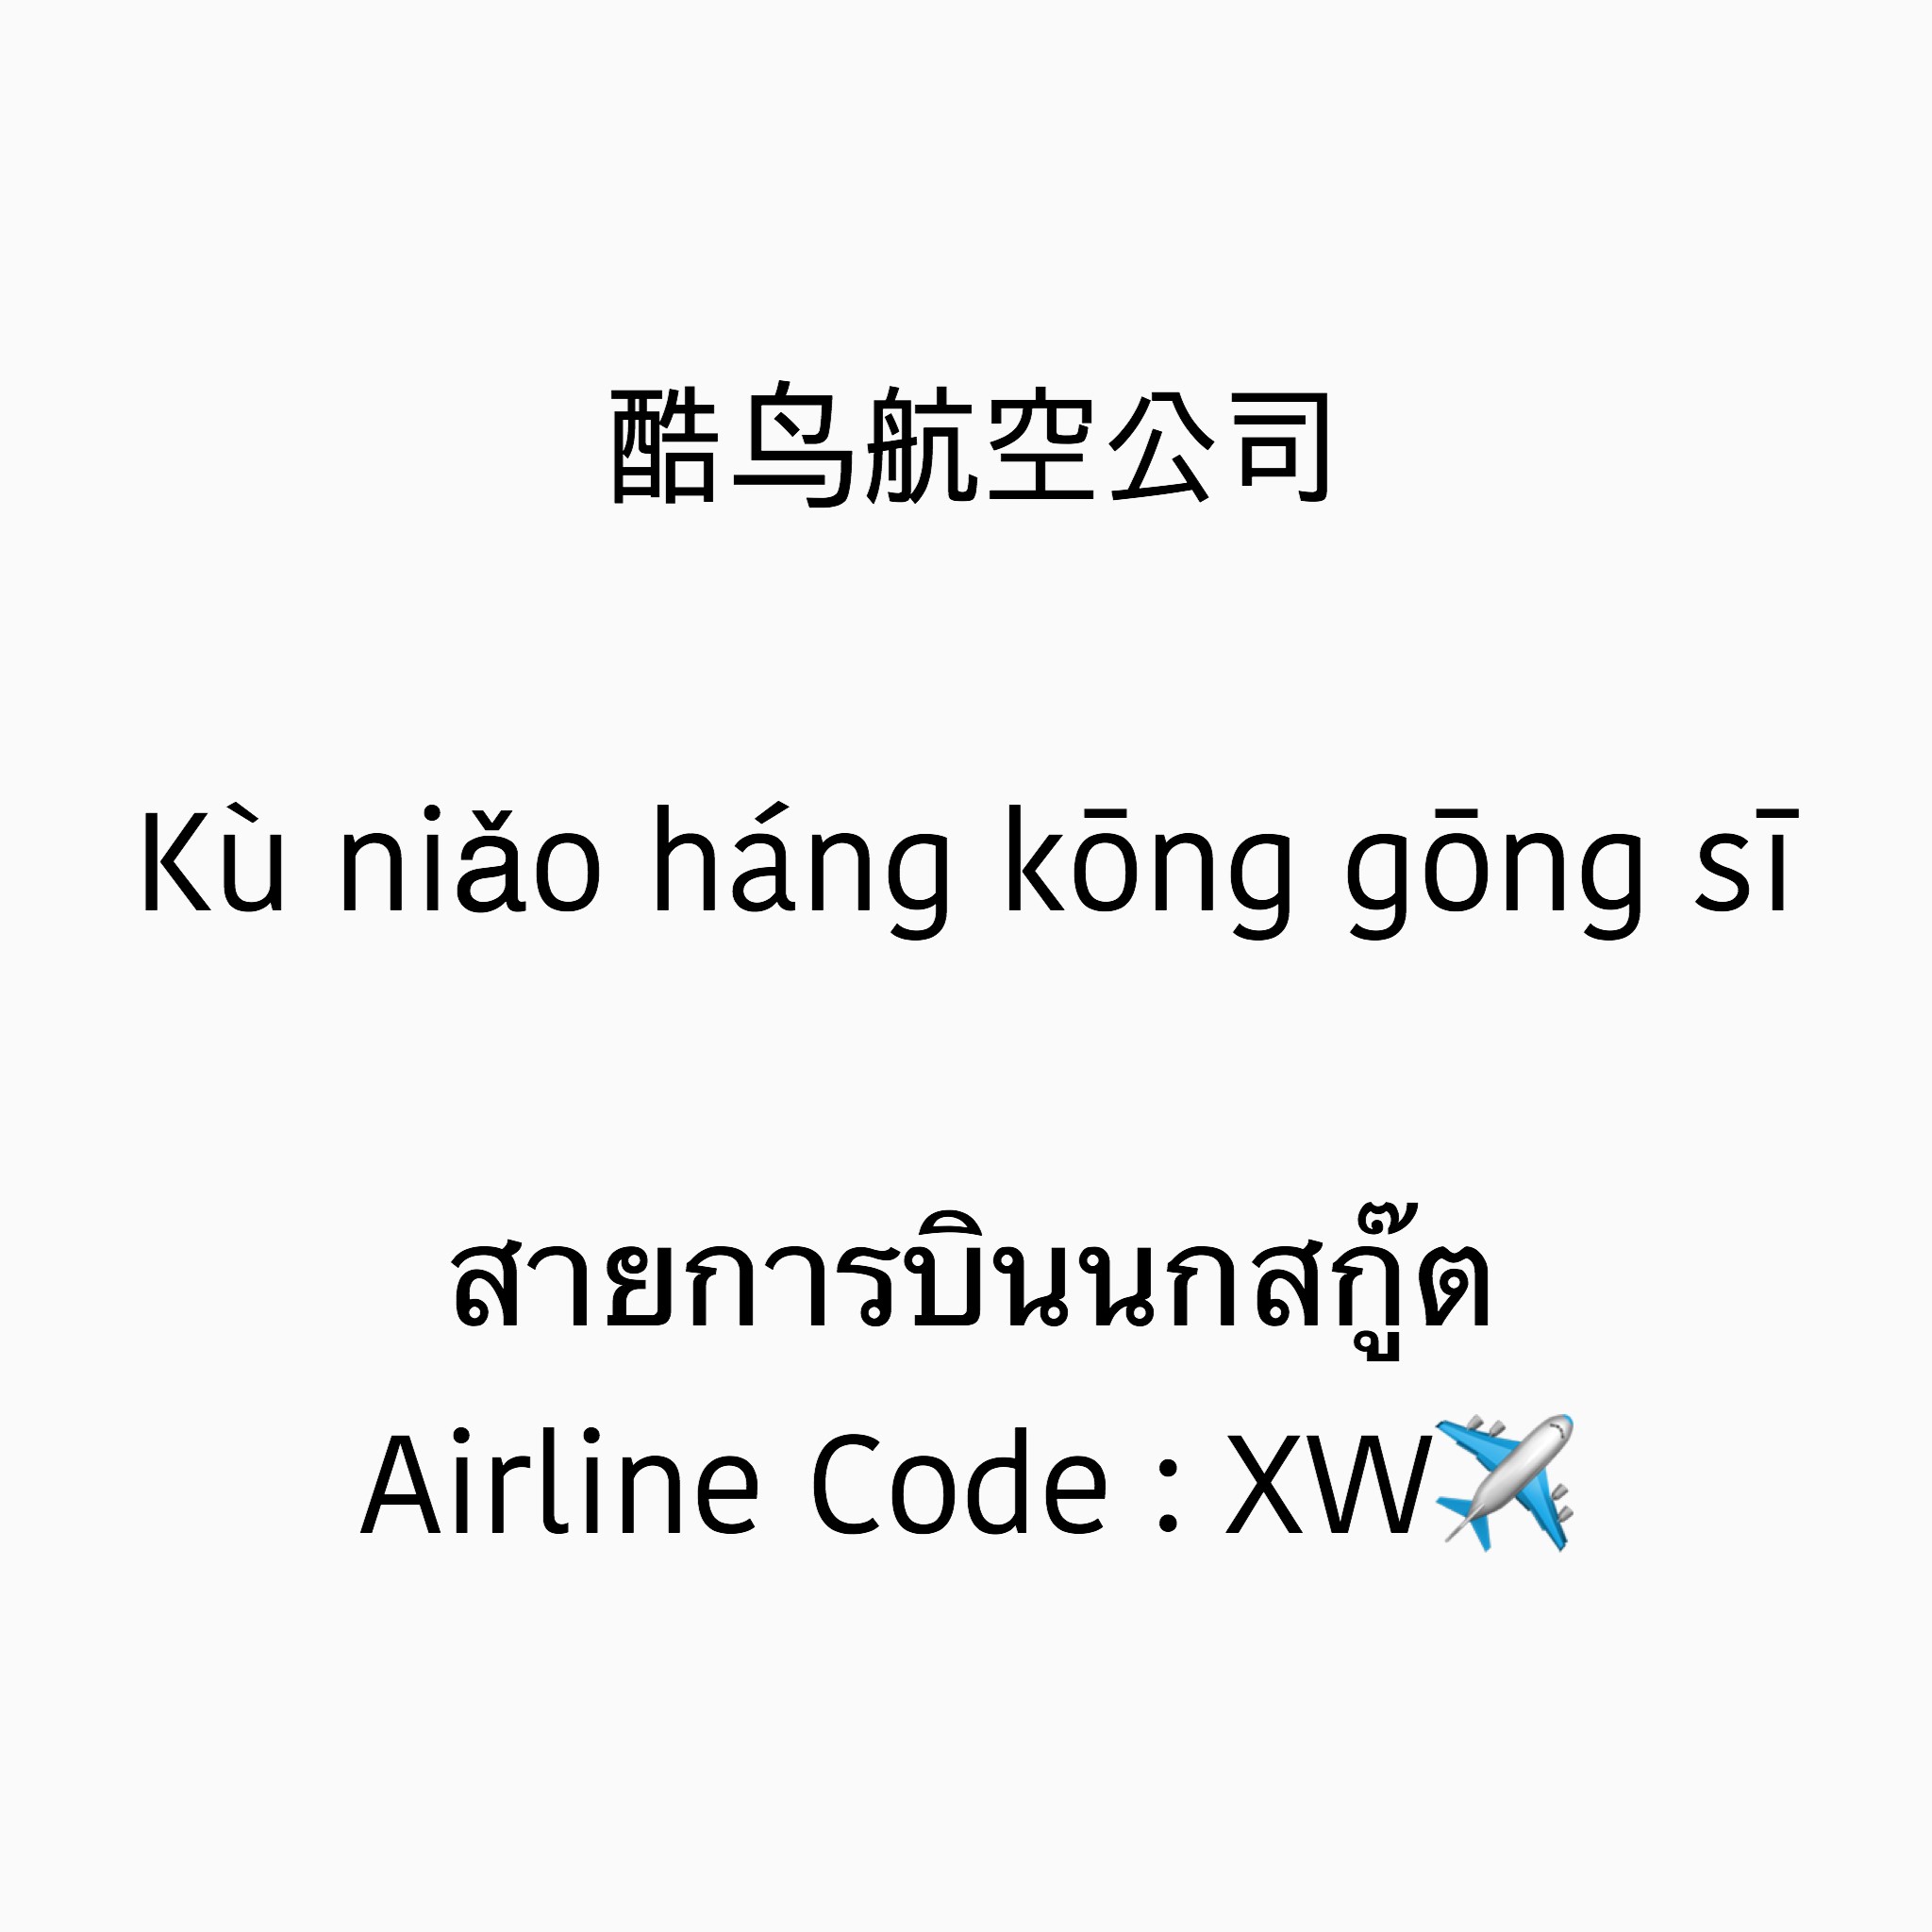 酷鸟航空公司
Kù niǎo háng kōng gōng sī
สายการบินนกสกู๊ต
Airline Code : XW✈️